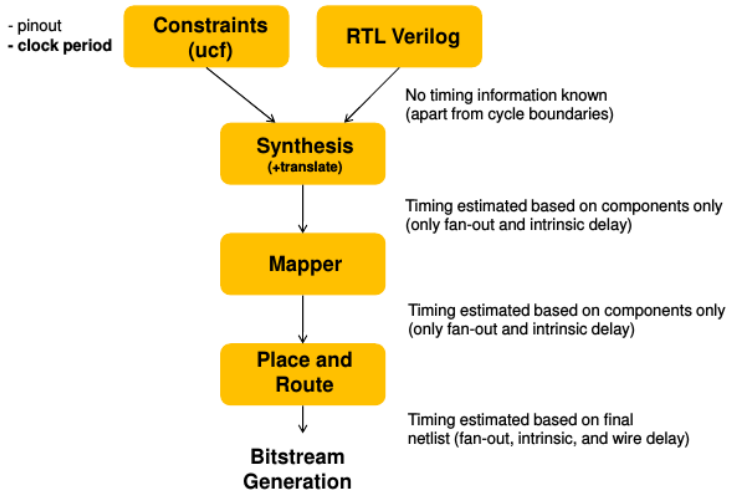 - pinout
- clock period
Constraints
(ucf)
RTL Verilog
No timing information known
(apart from cycle boundaries)
Synthesis
(+translate)
Timing estimated based on components only
(only fan-out and intrinsic delay)
Mapper
Timing estimated based on components only
(only fan-out and intrinsic delay)
Place and
Route
Timing estimated based on final
netlist (fan-out, intrinsic, and wire delay)
Bitstream
Generation